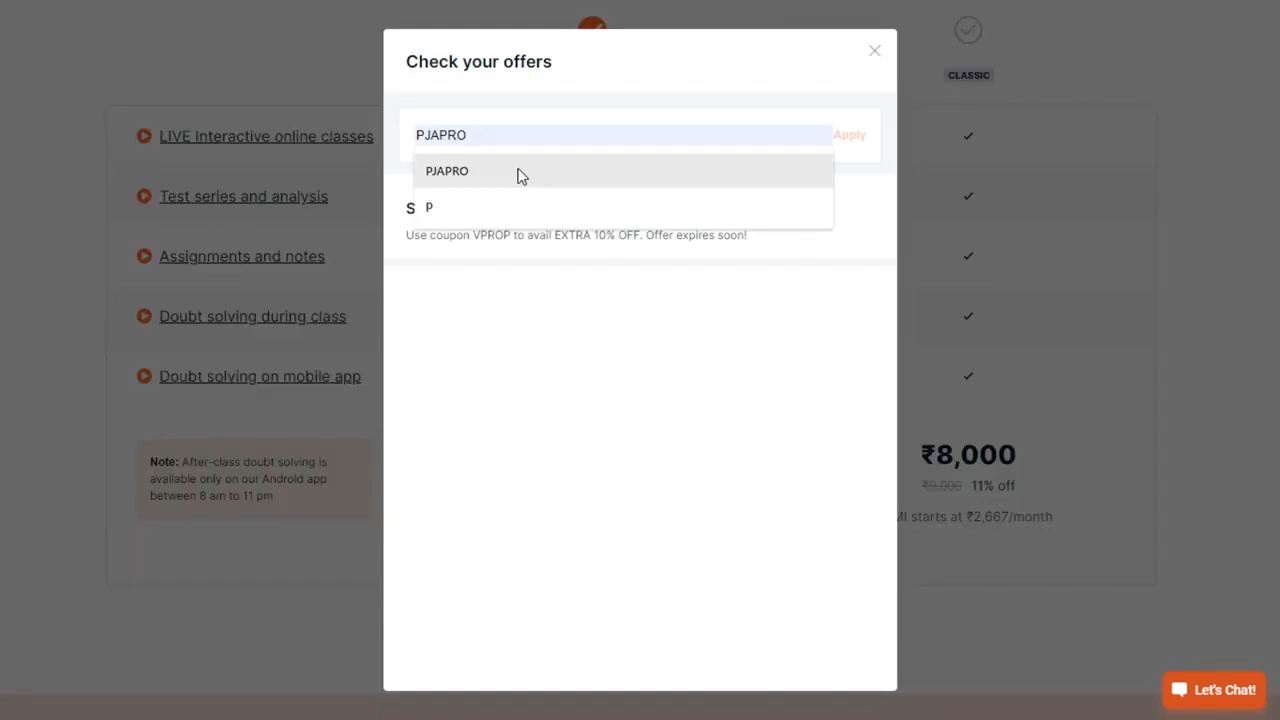 Check your offers
CLASSIC
PJAPRO
Apply
PJAPRO
p
S
Use coupon VPROP to avail EXTRA 10% OFF. Offer expires soon!
LIVE Interactive online classes
Test series and analysis
Assignments and notes
Doubt solving during class
Doubt solving on mobile app
Note: After-class doubt solving is
available only on our Android app
between 8 am to 11 pm
₹8,000
₹9,000 11% off
MI starts at ₹2,667/month
Let's Chat!